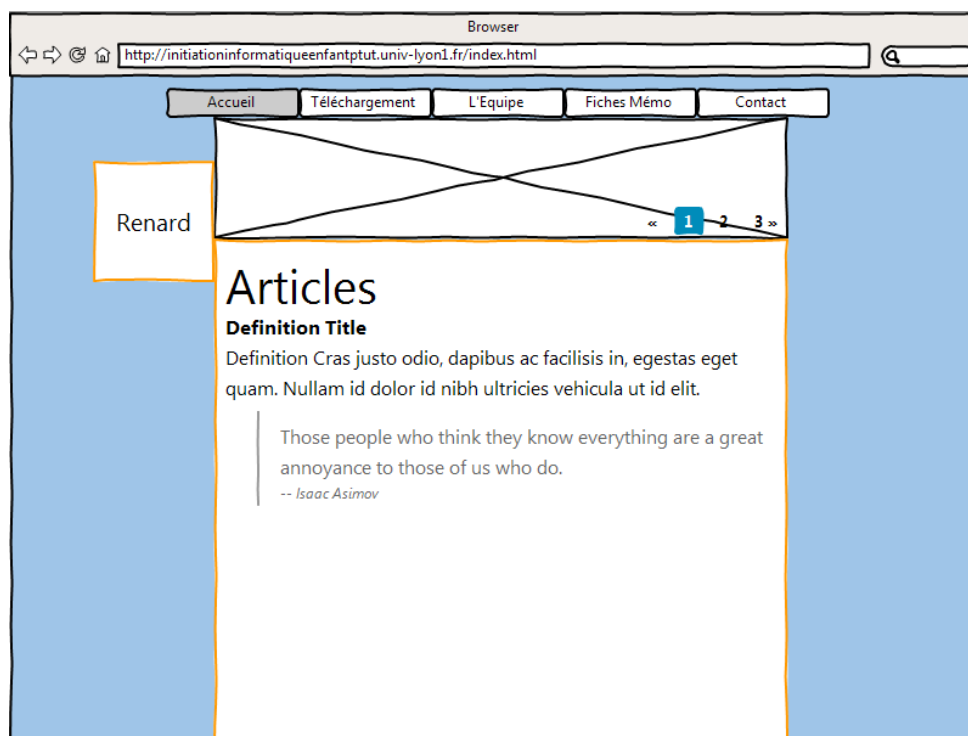 Browser
http://initiationinformatiqueenfantptut.univ-lyon1.fr/index.html
Accueil Téléchargement L'Equipe Fiches Mémo Contact
« 1 2 3 »
Renard
Articles
Definition Title
Definition Cras justo odio, dapibus ac facilisis in, egestas eget
quam. Nullam id dolor id nibh ultricies vehicula ut id elit.
Those people who think they know everything are a great
annoyance to those of us who do.
-- Isaac Asimov